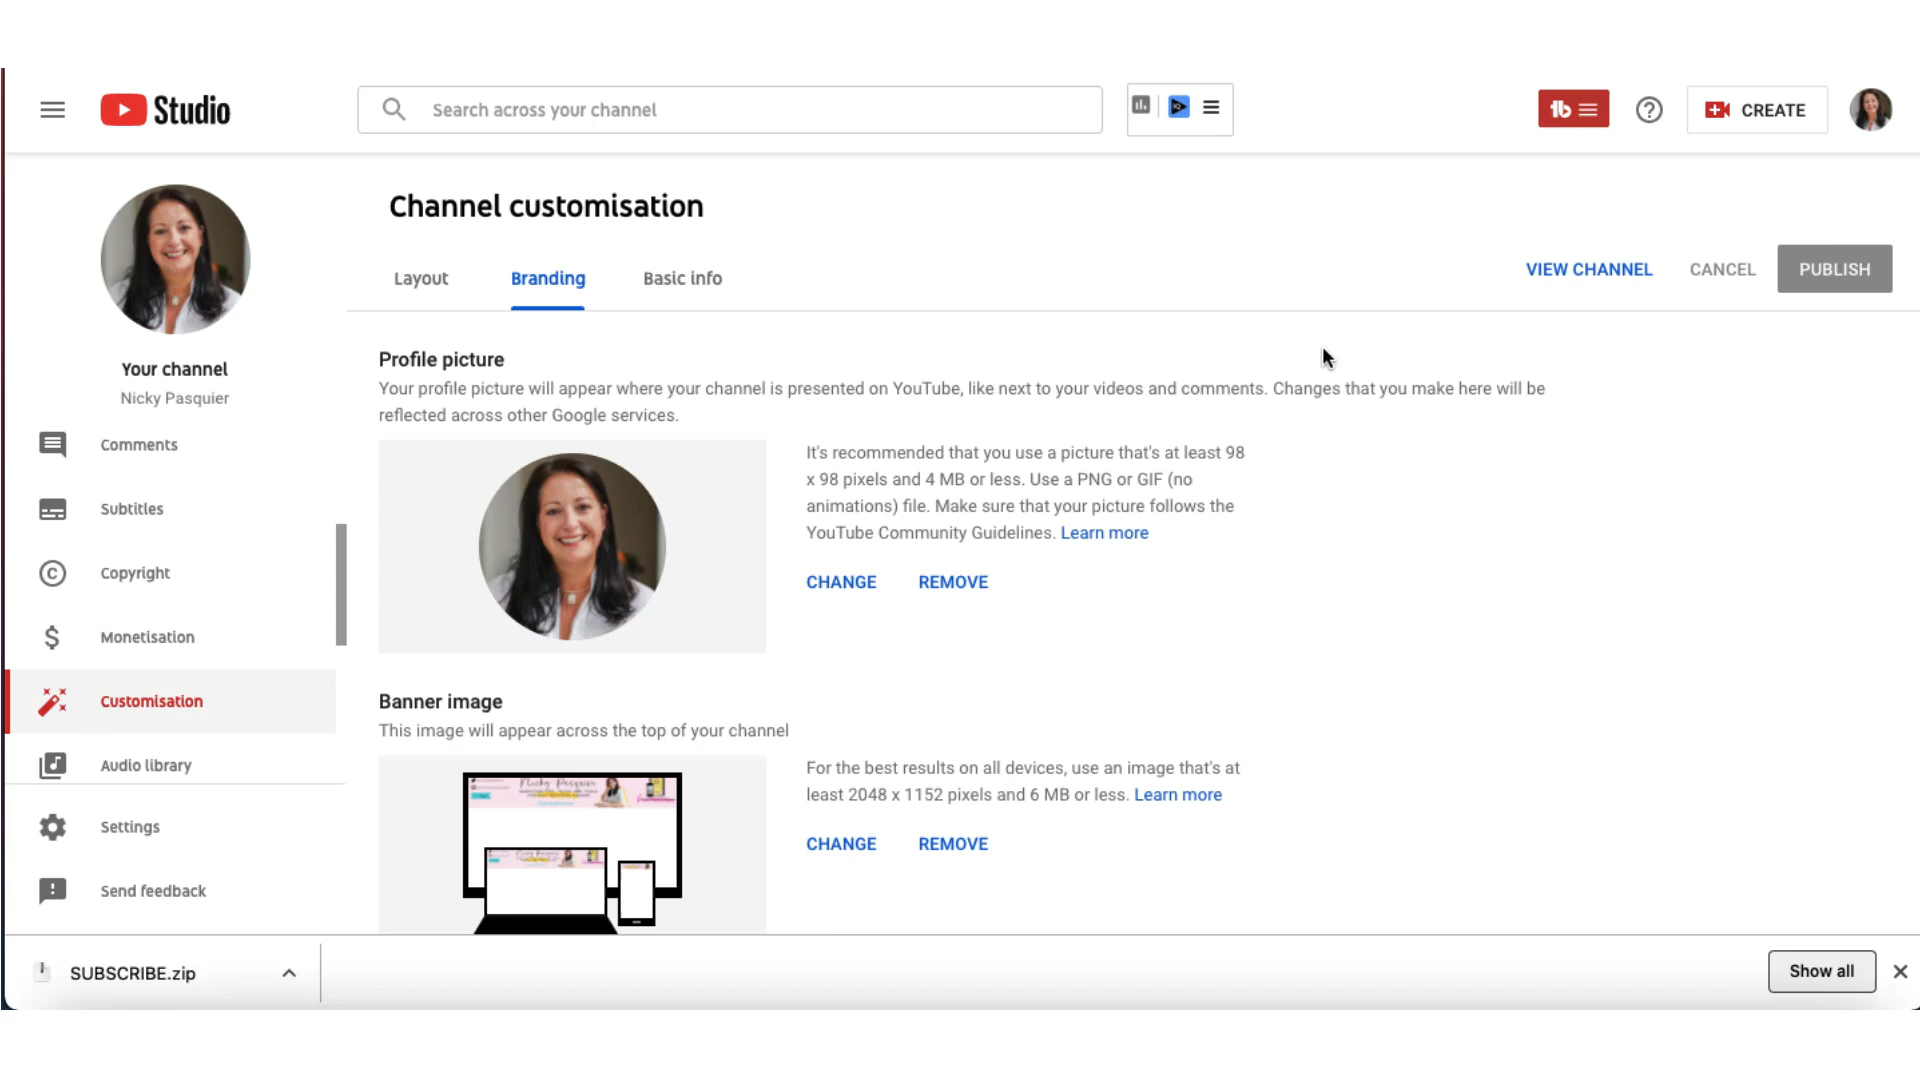 Studio
Search across your channel
CREATE
Channel customisation
Layout
Branding
Basic info
VIEW CHANNEL
CANCEL
PUBLISH
Your channel
Nicky Pasquier
Comments
Subtitles
Copyright
Monetisation
Customisation
Audio library
Settings
Send feedback
Profile picture
Your profile picture will appear where your channel is presented on YouTube, like next to your videos and comments. Changes that you make here will be
reflected across other Google services.
It's recommended that you use a picture that's at least 98
x 98 pixels and 4 MB or less. Use a PNG or GIF (no
animations) file. Make sure that your picture follows the
YouTube Community Guidelines. Learn more
CHANGE
REMOVE
Banner image
This image will appear across the top of your channel
Nicky Pasquier
For the best results on all devices, use an image that's at
least 2048 x 1152 pixels and 6 MB or less. Learn more
CHANGE
REMOVE
SUBSCRIBE.zip
Show all